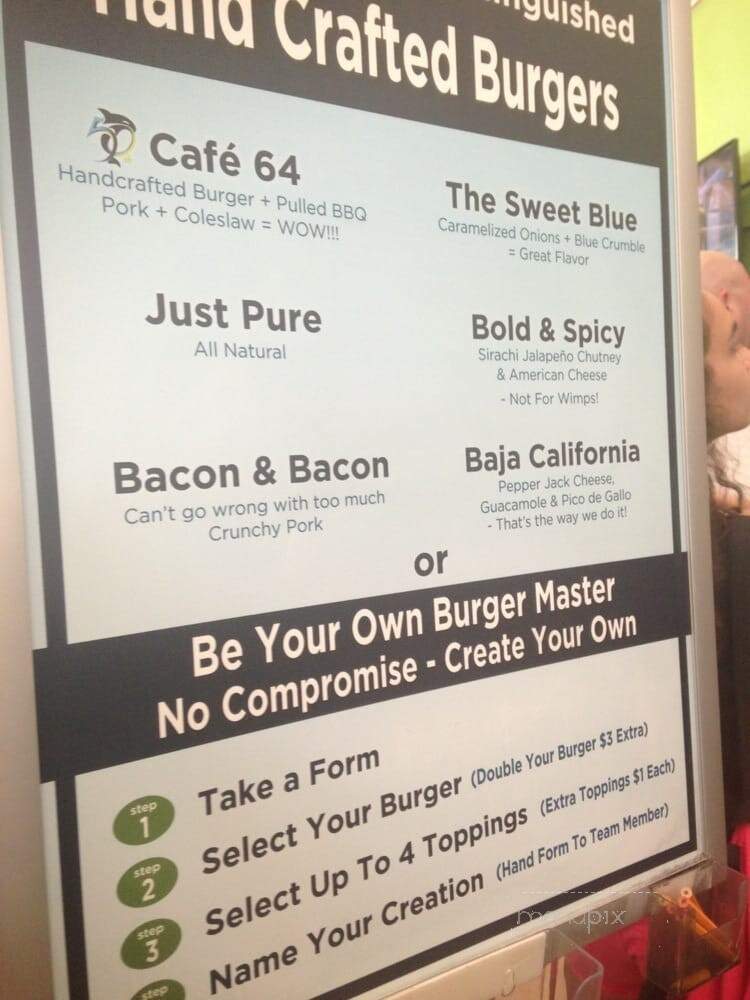 Hand Crafted Burgers
Café 64
Handcrafted Burger + Pulled BBQ
Pork + Coleslaw = WOW!!!
The Sweet Blue
Caramelized Onions + Blue Crumble
= Great Flavor
Just Pure
All Natural
Bold & Spicy
Sirachi Jalapeño Chutney
& American Cheese
- Not For Wimps!
Bacon & Bacon
Can't go wrong with too much
Crunchy Pork
Baja California
Pepper Jack Cheese,
Guacamole & Pico de Gallo
- That's the way we do it!
or
Be Your Own Burger Master
No Compromise - Create Your Own
step 1 Take a Form
step 2 Select Your Burger (Double Your Burger $3 Extra)
step 3 Select Up To 4 Toppings (Extra Toppings $1 Each)
step Name Your Creation (Hand Form To Team Member)
menupix